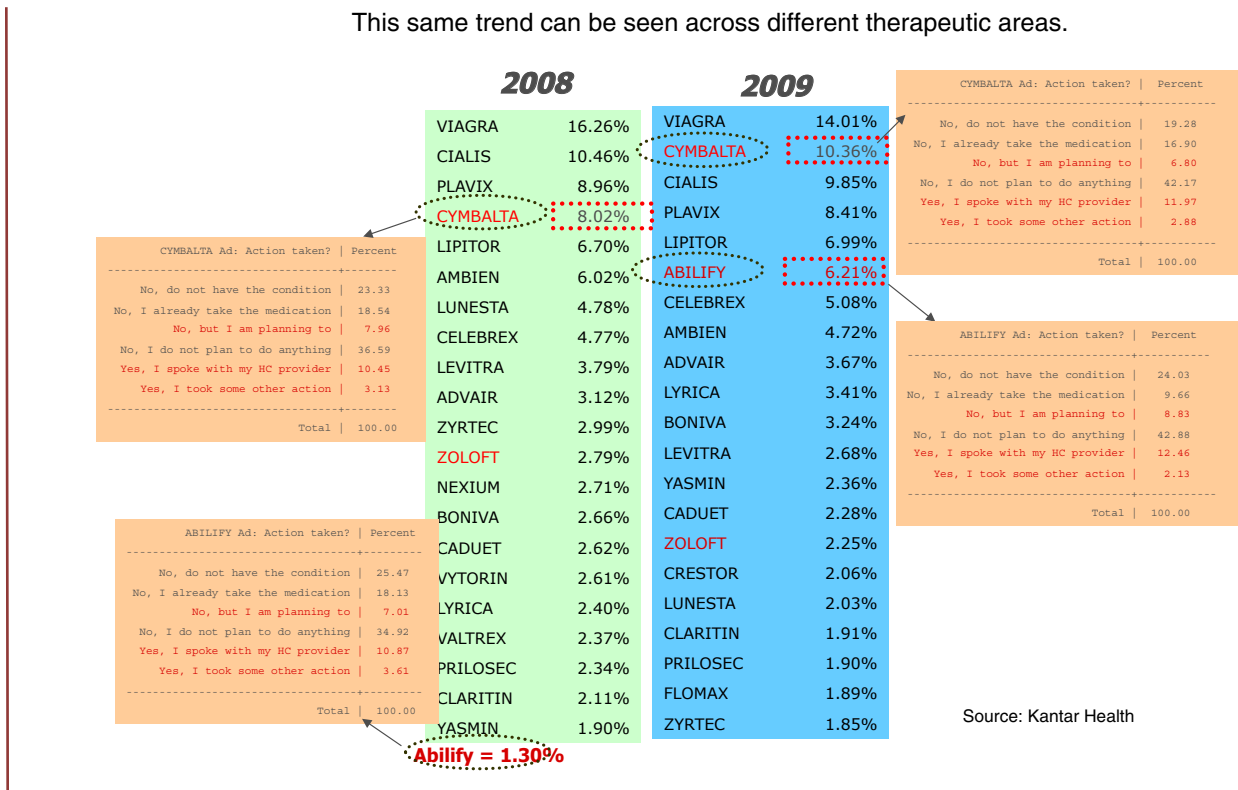 This same trend can be seen across different therapeutic areas.
2008
VIAGRA 16.26%
CIALIS 10.46%
PLAVIX 8.96%
CYMBALTA 8.02%
LIPITOR 6.70%
AMBIEN 6.02%
LUNESTA 4.78%
CELEBREX 4.77%
LEVITRA 3.79%
ADVAIR 3.12%
ZYRTEC 2.99%
ZOLOFT 2.79%
NEXIUM 2.71%
BONIVA 2.66%
CADUET 2.62%
VYTORIN 2.61%
LYRICA 2.40%
VALTREX 2.37%
PRILOSEC 2.34%
CLARITIN 2.11%
YASMIN 1.90%
Abilify = 1.30%
2009
VIAGRA 14.01%
CYMBALTA 10.36%
CIALIS 9.85%
PLAVIX 8.41%
LIPITOR 6.99%
ABILIFY 6.21%
CELEBREX 5.08%
AMBIEN 4.72%
ADVAIR 3.67%
LYRICA 3.41%
BONIVA 3.24%
LEVITRA 2.68%
YASMIN 2.36%
CADUET 2.28%
ZOLOFT 2.25%
CRESTOR 2.06%
LUNESTA 2.03%
CLARITIN 1.91%
PRILOSEC 1.90%
FLOMAX 1.89%
ZYRTEC 1.85%
CYMBALTA Ad: Action taken? | Percent
No, do not have the condition | 23.33
No, I already take the medication | 18.54
No, but I am planning to | 7.96
No, I do not plan to do anything | 36.59
Yes, I spoke with my HC provider | 10.45
Yes, I took some other action | 3.13
Total | 100.00
ABILIFY Ad: Action taken? | Percent
No, do not have the condition | 25.47
No, I already take the medication | 18.13
No, but I am planning to | 7.01
No, I do not plan to do anything | 34.92
Yes, I spoke with my HC provider | 10.87
Yes, I took some other action | 3.61
Total | 100.00
CYMBALTA Ad: Action taken? | Percent
No, do not have the condition | 19.28
No, I already take the medication | 16.90
No, but I am planning to | 6.80
No, I do not plan to do anything | 42.17
Yes, I spoke with my HC provider | 11.97
Yes, I took some other action | 2.88
Total | 100.00
ABILIFY Ad: Action taken? | Percent
No, do not have the condition | 24.03
No, I already take the medication | 9.66
No, but I am planning to | 8.83
No, I do not plan to do anything | 42.88
Yes, I spoke with my HC provider | 12.46
Yes, I took some other action | 2.13
Total | 100.00
Source: Kantar Health